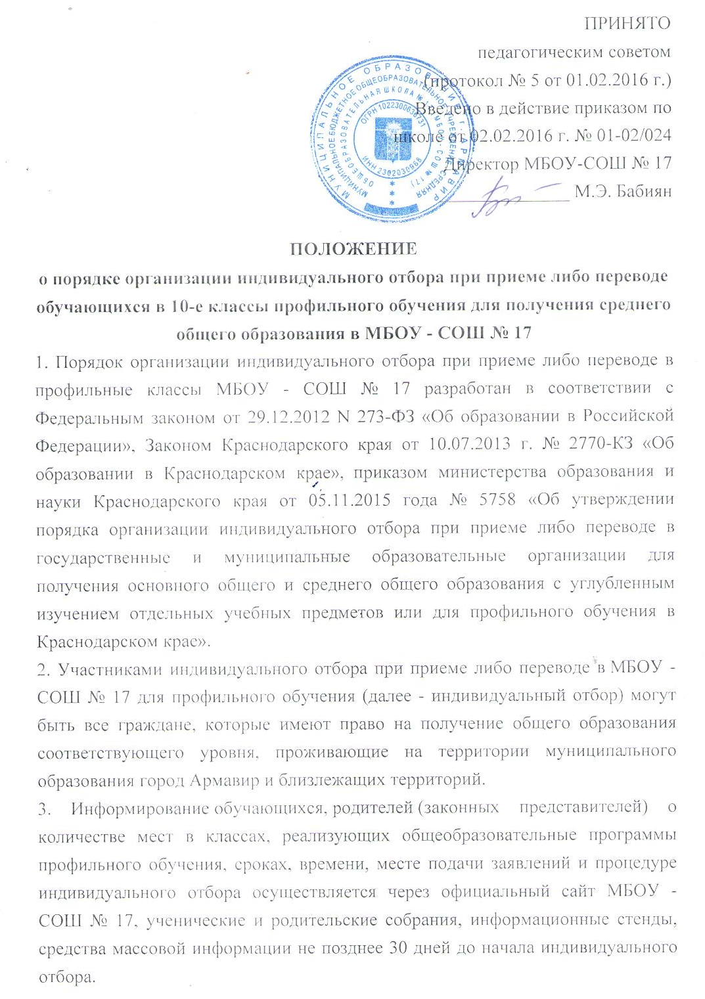 ПРИНЯТО
педагогическим советом
(протокол № 5 от 01.02.2016 г.)
Введено в действие приказом по
школе от 02.02.2016 г. № 01-02/024
Директор МБОУ-СОШ № 17
М.Э. Бабиян
МУНИЦИПАЛЬНОЕ ОБРАЗОВАНИЕ г. АРМАВИР
МУНИЦИПАЛЬНОЕ БЮДЖЕТНОЕ ОБЩЕОБРАЗОВАТЕЛЬНОЕ УЧРЕЖДЕНИЕ - СРЕДНЯЯ
ОБЩЕОБРАЗОВАТЕЛЬНАЯ ШКОЛА № 17 (МБОУ - СОШ № 17)
ОГРН 1022300636731
ИНН 2302030968
ПОЛОЖЕНИЕ
о порядке организации индивидуального отбора при приеме либо переводе
обучающихся в 10-е классы профильного обучения для получения среднего
общего образования в МБОУ - СОШ № 17
1. Порядок организации индивидуального отбора при приеме либо переводе в
профильные классы МБОУ - СОШ № 17 разработан в соответствии с
Федеральным законом от 29.12.2012 N 273-ФЗ «Об образовании в Российской
Федерации», Законом Краснодарского края от 10.07.2013 г. № 2770-КЗ «Об
образовании в Краснодарском крае», приказом министерства образования и
науки Краснодарского края от 05.11.2015 года № 5758 «Об утверждении
порядка организации индивидуального отбора при приеме либо переводе в
государственные и муниципальные образовательные организации для
получения основного общего и среднего общего образования с углубленным
изучением отдельных учебных предметов или для профильного обучения в
Краснодарском крае».
2. Участниками индивидуального отбора при приеме либо переводе в МБОУ -
СОШ № 17 для профильного обучения (далее - индивидуальный отбор) могут
быть все граждане, которые имеют право на получение общего образования
соответствующего уровня, проживающие на территории муниципального
образования город Армавир и близлежащих территорий.
3. Информирование обучающихся, родителей (законных представителей) о
количестве мест в классах, реализующих общеобразовательные программы
профильного обучения, сроках, времени, месте подачи заявлений и процедуре
индивидуального отбора осуществляется через официальный сайт МБОУ -
СОШ № 17, ученические и родительские собрания, информационные стенды,
средства массовой информации не позднее 30 дней до начала индивидуального
отбора.